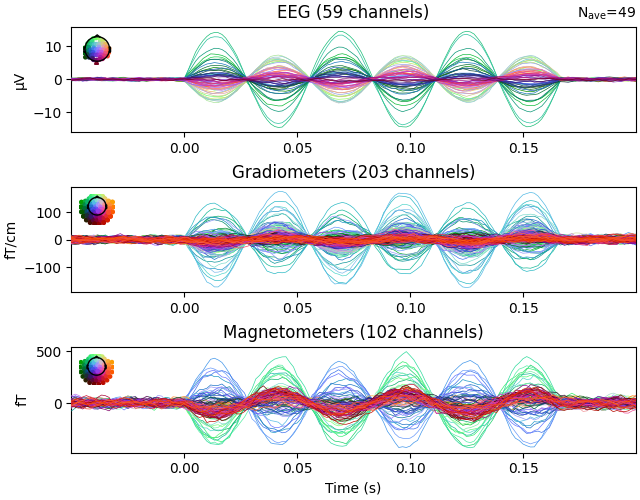 EEG (59 channels)
Nave=49
10
0
−10
µV
0.00 0.05 0.10 0.15
Gradiometers (203 channels)
100
0
−100
fT/cm
0.00 0.05 0.10 0.15
Magnetometers (102 channels)
500
0
fT
0.00 0.05 0.10 0.15
Time (s)